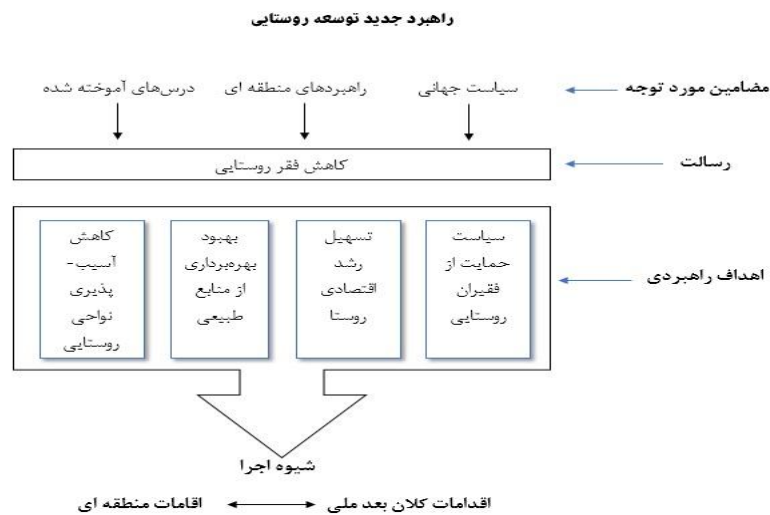 راهبرد جدید توسعه روستایی
مضامین مورد توجه
سیاست جهانی
راهبردهای منطقه ای
درس‌های آموخته شده
رسالت
کاهش فقر روستایی
اهداف راهبردی
سیاست
حمایت از
فقیران
روستایی
تسهیل
رشد
اقتصادی
روستا
بهبود
بهره‌برداری
از منابع
طبیعی
کاهش
آسیب-
پذیری
نواحی
روستایی
شیوه اجرا
اقدامات کلان بعد ملی
اقامات منطقه ای